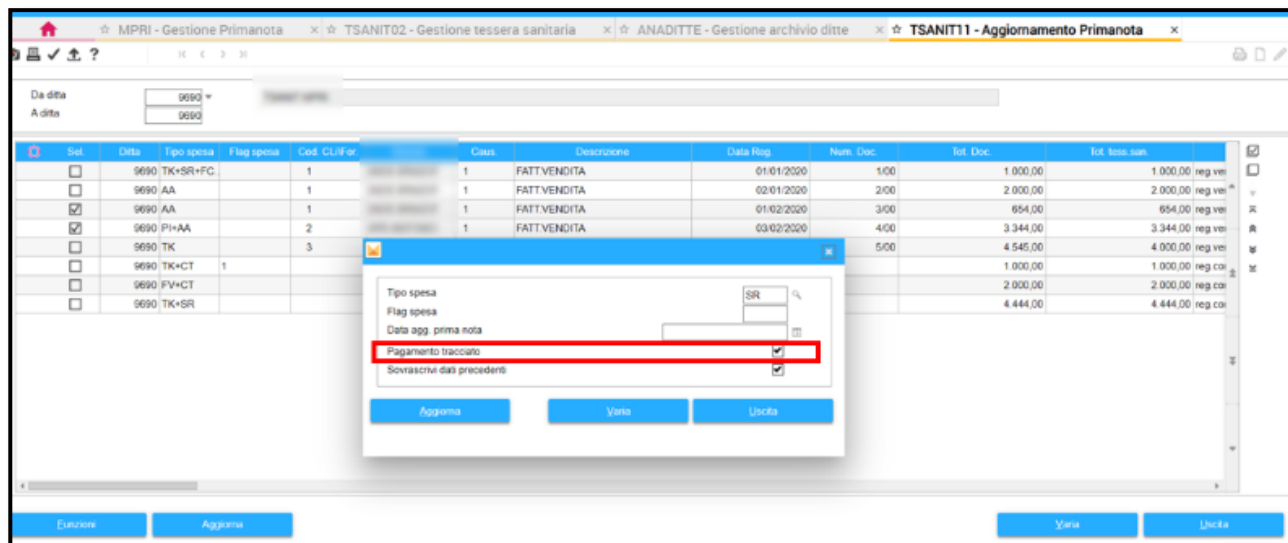 MPRI - Gestione Primanota × TSANIT02 - Gestione tessera sanitaria × ANADITTE - Gestione archivio ditte × TSANIT11 - Aggiornamento Primanota ×
?
Da ditta 9690
A ditta 9690
Sel. Ditta Tipo spesa Flag spesa Cod. CLI\For. Caus. Descrizione Data Reg. Num. Doc. Tot. Doc. Tot. tess.san.
9690 TK+SR+FC. 1 1 FATT.VENDITA 01/01/2020 1/00 1.000,00 1.000,00 reg.ve
9690 AA 1 1 FATT.VENDITA 02/01/2020 2/00 2.000,00 2.000,00 reg.ve
9690 AA 1 1 FATT.VENDITA 01/02/2020 3/00 654,00 654,00 reg.ve
9690 PI+AA 2 1 FATT.VENDITA 03/02/2020 4/00 3.344,00 3.344,00 reg.ve
9690 TK 3 5/00 4.545,00 4.000,00 reg.ve
9690 TK+CT 1 1.000,00 1.000,00 reg.co
9690 FV+CT 2.000,00 2.000,00 reg.co
9690 TK+SR 4.444,00 4.444,00 reg.co
Tipo spesa SR
Flag spesa
Data agg. prima nota
Pagamento tracciato
Sovrascrivi dati precedenti
Aggiorna Varia Uscita
Funzioni Aggiorna Varia Uscita